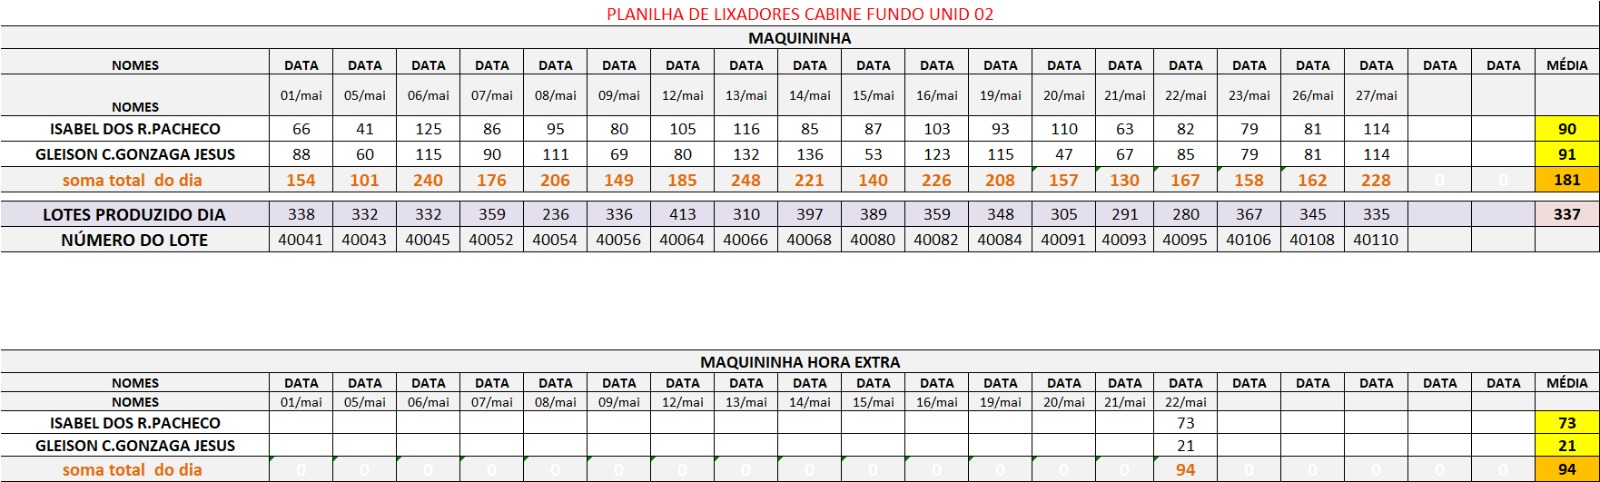 PLANILHA DE LIXADORES CABINE FUNDO UNID 02
MAQUININHA
NOMES DATA DATA DATA DATA DATA DATA DATA DATA DATA DATA DATA DATA DATA DATA DATA DATA DATA DATA DATA DATA MÉDIA
NOMES 01/mai 05/mai 06/mai 07/mai 08/mai 09/mai 12/mai 13/mai 14/mai 15/mai 16/mai 19/mai 20/mai 21/mai 22/mai 23/mai 26/mai 27/mai
ISABEL DOS R.PACHECO 66 41 125 86 95 80 105 116 85 87 103 93 110 63 82 79 81 114 90
GLEISON C.GONZAGA JESUS 88 60 115 90 111 69 80 132 136 53 123 115 47 67 85 79 81 114 91
soma total do dia 154 101 240 176 206 149 185 248 221 140 226 208 157 130 167 158 162 228 0 0 181
LOTES PRODUZIDO DIA 338 332 332 359 236 336 413 310 397 389 359 348 305 291 280 367 345 335 337
NÚMERO DO LOTE 40041 40043 40045 40052 40054 40056 40064 40066 40068 40080 40082 40084 40091 40093 40095 40106 40108 40110
MAQUININHA HORA EXTRA
NOMES DATA DATA DATA DATA DATA DATA DATA DATA DATA DATA DATA DATA DATA DATA DATA DATA DATA DATA DATA DATA MÉDIA
NOMES 01/mai 05/mai 06/mai 07/mai 08/mai 09/mai 12/mai 13/mai 14/mai 15/mai 16/mai 19/mai 20/mai 21/mai 22/mai
ISABEL DOS R.PACHECO 73 73
GLEISON C.GONZAGA JESUS 21 21
soma total do dia 0 0 0 0 0 0 0 0 0 0 0 0 0 0 94 0 0 0 0 0 94